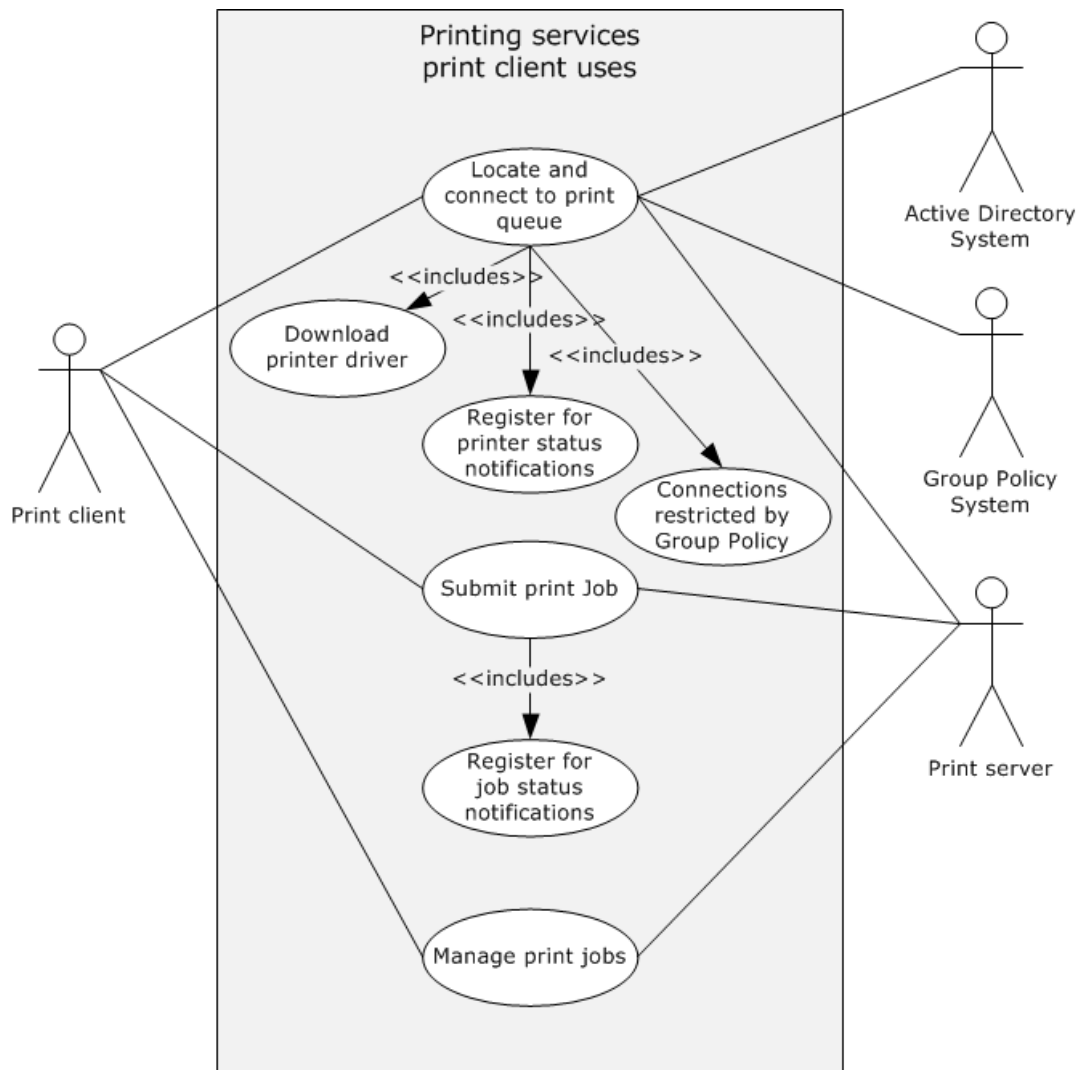 Printing services
print client uses
Locate and
connect to print
queue
Active Directory
System
<<includes>>
<<includes>>
<<includes>>
Download
printer driver
Register for
printer status
notifications
Connections
restricted by
Group Policy
Group Policy
System
Print client
Submit print Job
<<includes>>
Register for
job status
notifications
Print server
Manage print jobs